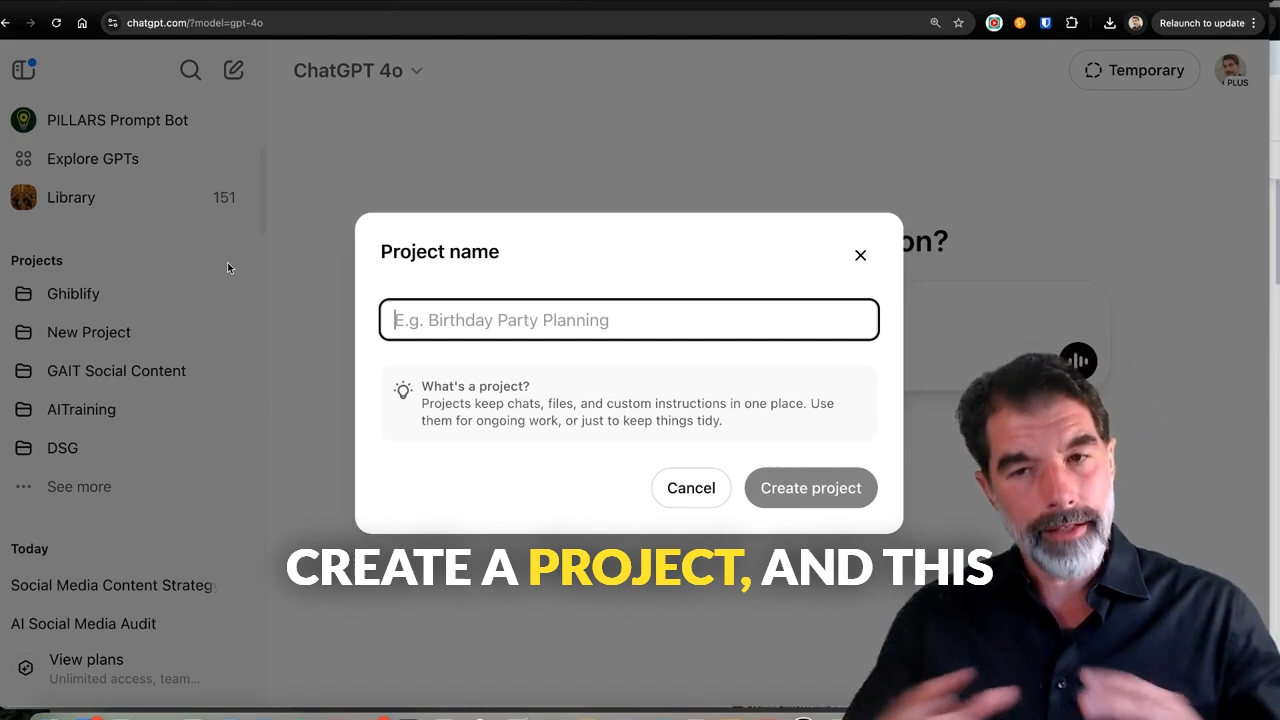 chatgpt.com/?model=gpt-4o
Relaunch to update
ChatGPT 4o
Temporary
PLUS
PILLARS Prompt Bot
Explore GPTs
Library 151
Projects
Ghiblify
New Project
GAIT Social Content
AITraining
DSG
See more
Today
Social Media Content Strateg
AI Social Media Audit
View plans
Unlimited access, team...
on?
Project name
E.g. Birthday Party Planning
What's a project?
Projects keep chats, files, and custom instructions in one place. Use
them for ongoing work, or just to keep things tidy.
Cancel
Create project
CREATE A PROJECT, AND THIS